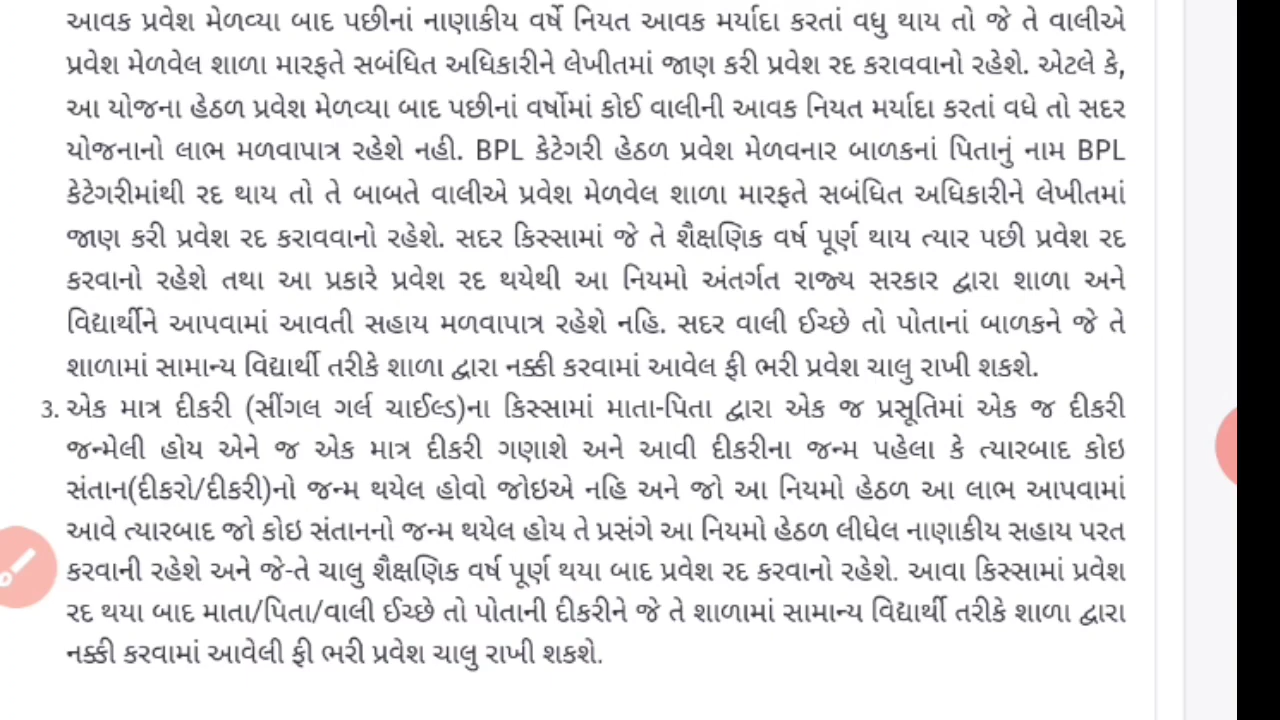 આવક પ્રવેશ મેળવ્યા બાદ પછીનાં નાણાકીય વર્ષે નિયત આવક મર્યાદા કરતાં વધુ થાય તો જે તે વાલીએ
પ્રવેશ મેળવેલ શાળા મારફતે સબંધિત અધિકારીને લેખીતમાં જાણ કરી પ્રવેશ રદ કરાવવાનો રહેશે. એટલે કે,
આ યોજના હેઠળ પ્રવેશ મેળવ્યા બાદ પછીનાં વર્ષોમાં કોઈ વાલીની આવક નિયત મર્યાદા કરતાં વધે તો સદર
યોજનાનો લાભ મળવાપાત્ર રહેશે નહી. BPL કેટેગરી હેઠળ પ્રવેશ મેળવનાર બાળકનાં પિતાનું નામ BPL
કેટેગરીમાંથી રદ થાય તો તે બાબતે વાલીએ પ્રવેશ મેળવેલ શાળા મારફતે સબંધિત અધિકારીને લેખીતમાં
જાણ કરી પ્રવેશ રદ કરાવવાનો રહેશે. સદર કિસ્સામાં જે તે શૈક્ષણિક વર્ષ પૂર્ણ થાય ત્યાર પછી પ્રવેશ રદ
કરવાનો રહેશે તથા આ પ્રકારે પ્રવેશ રદ થયેથી આ નિયમો અંતર્ગત રાજ્ય સરકાર દ્વારા શાળા અને
વિદ્યાર્થીને આપવામાં આવતી સહાય મળવાપાત્ર રહેશે નહિ. સદર વાલી ઈચ્છે તો પોતાનાં બાળકને જે તે
શાળામાં સામાન્ય વિદ્યાર્થી તરીકે શાળા દ્વારા નક્કી કરવામાં આવેલ ફી ભરી પ્રવેશ ચાલુ રાખી શકશે.
3. એક માત્ર દીકરી (સીંગલ ગર્લ ચાઈલ્ડ)ના કિસ્સામાં માતા-પિતા દ્વારા એક જ પ્રસૂતિમાં એક જ દીકરી
જન્મેલી હોય એને જ એક માત્ર દીકરી ગણાશે અને આવી દીકરીના જન્મ પહેલા કે ત્યારબાદ કોઇ
સંતાન(દીકરો/દીકરી)નો જન્મ થયેલ હોવો જોઇએ નહિ અને જો આ નિયમો હેઠળ આ લાભ આપવામાં
આવે ત્યારબાદ જો કોઇ સંતાનનો જન્મ થયેલ હોય તે પ્રસંગે આ નિયમો હેઠળ લીધેલ નાણાકીય સહાય પરત
કરવાની રહેશે અને જે-તે ચાલુ શૈક્ષણિક વર્ષ પૂર્ણ થયા બાદ પ્રવેશ રદ કરવાનો રહેશે. આવા કિસ્સામાં પ્રવેશ
રદ થયા બાદ માતા/પિતા/વાલી ઈચ્છે તો પોતાની દીકરીને જે તે શાળામાં સામાન્ય વિદ્યાર્થી તરીકે શાળા દ્વારા
નક્કી કરવામાં આવેલી ફી ભરી પ્રવેશ ચાલુ રાખી શકશે.